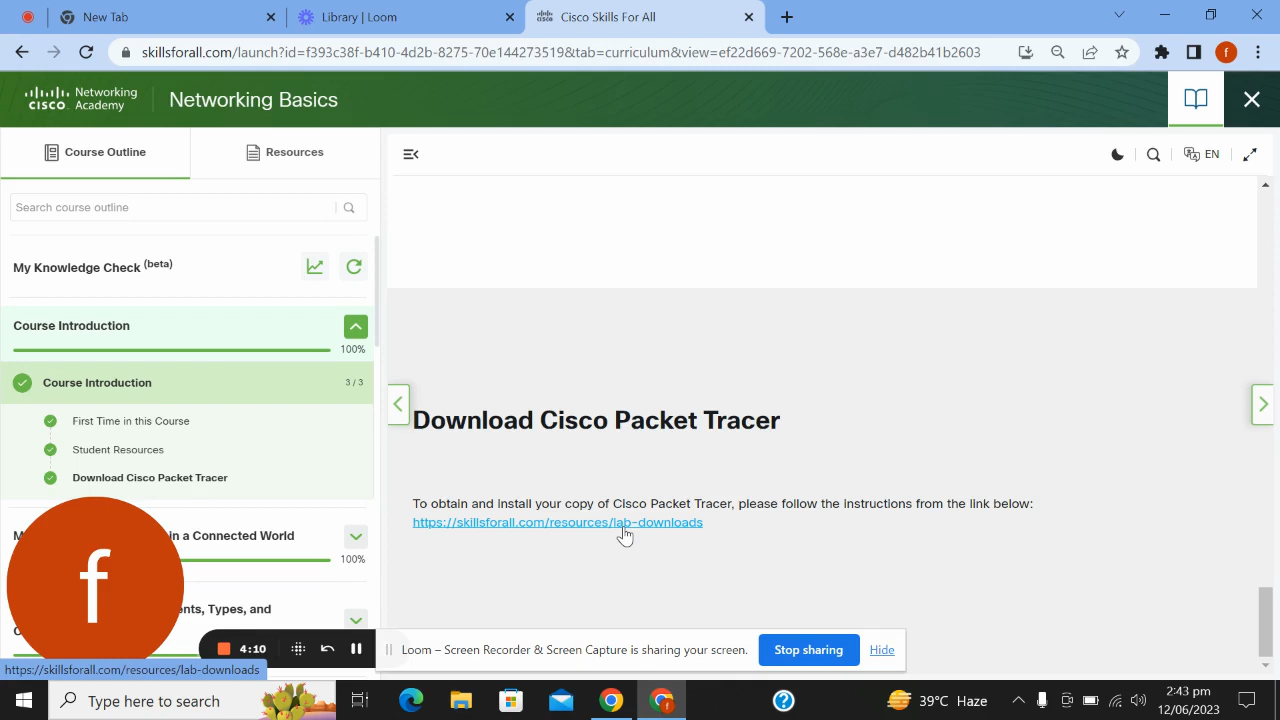 New Tab
Library | Loom
Cisco Skills For All
skillsforall.com/launch?id=f393c38f-b410-4d2b-8275-70e144273519&tab=curriculum&view=ef22d669-7202-568e-a3e7-d482b41b2603
f
cisco Networking Academy
Networking Basics
Course Outline
Resources
EN
Search course outline
My Knowledge Check (beta)
Course Introduction
100%
Course Introduction
3 / 3
First Time in this Course
Student Resources
Download Cisco Packet Tracer
in a Connected World
100%
Types, and
Download Cisco Packet Tracer
To obtain and install your copy of Cisco Packet Tracer, please follow the instructions from the link below:
https://skillsforall.com/resources/lab-downloads
f
4:10
Loom – Screen Recorder & Screen Capture is sharing your screen.
Stop sharing
Hide
https://skillsforall.com/resources/lab-downloads
Type here to search
39°C Haze
2:43 pm
12/06/2023